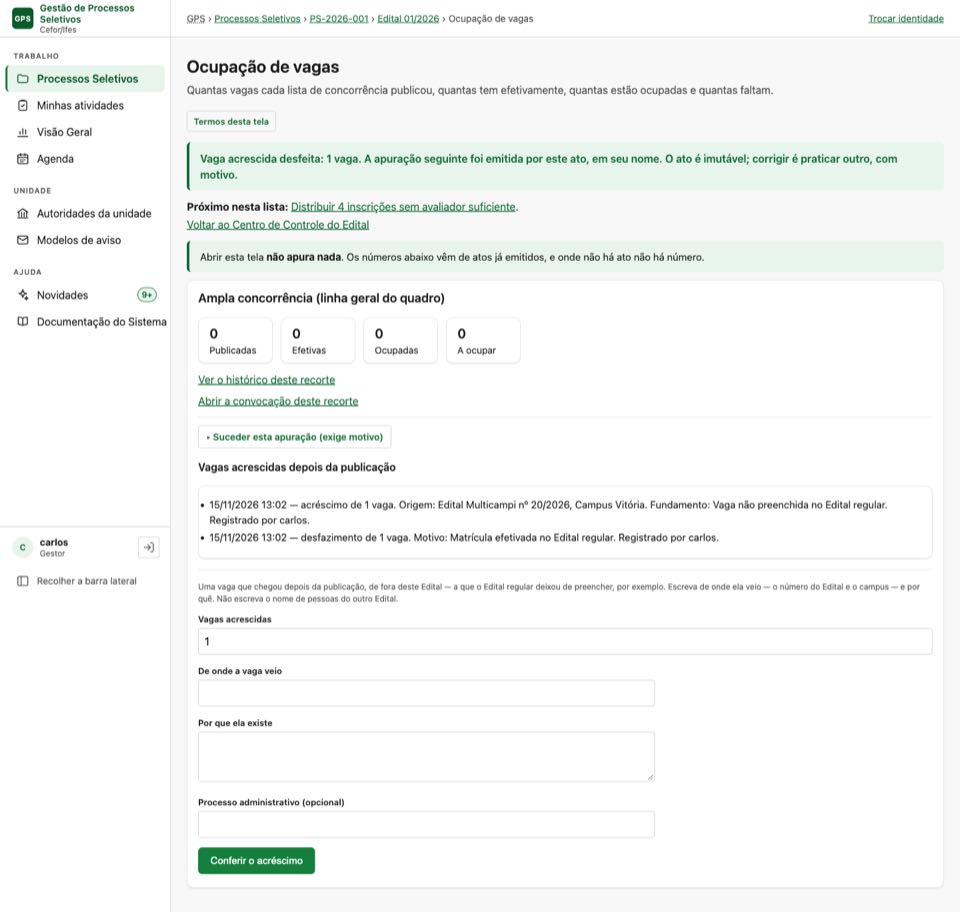 GPS
Gestão de Processos
Seletivos
Cefor/Ifes
GPS › Processos Seletivos › PS-2026-001 › Edital 01/2026 › Ocupação de vagas
Trocar identidade
TRABALHO
Processos Seletivos
Minhas atividades
Visão Geral
Agenda
UNIDADE
Autoridades da unidade
Modelos de aviso
AJUDA
Novidades
9+
Documentação do Sistema
C
carlos
Gestor
Recolher a barra lateral
Ocupação de vagas
Quantas vagas cada lista de concorrência publicou, quantas tem efetivamente, quantas estão ocupadas e quantas faltam.
Termos desta tela
Vaga acrescida desfeita: 1 vaga. A apuração seguinte foi emitida por este ato, em seu nome. O ato é imutável; corrigir é praticar outro, com
motivo.
Próximo nesta lista: Distribuir 4 inscrições sem avaliador suficiente.
Voltar ao Centro de Controle do Edital
Abrir esta tela não apura nada. Os números abaixo vêm de atos já emitidos, e onde não há ato não há número.
Ampla concorrência (linha geral do quadro)
0
Publicadas
0
Efetivas
0
Ocupadas
0
A ocupar
Ver o histórico deste recorte
Abrir a convocação deste recorte
Suceder esta apuração (exige motivo)
Vagas acrescidas depois da publicação
• 15/11/2026 13:02 — acréscimo de 1 vaga. Origem: Edital Multicampi nº 20/2026, Campus Vitória. Fundamento: Vaga não preenchida no Edital regular.
Registrado por carlos.
• 15/11/2026 13:02 — desfazimento de 1 vaga. Motivo: Matrícula efetivada no Edital regular. Registrado por carlos.
Uma vaga que chegou depois da publicação, de fora deste Edital — a que o Edital regular deixou de preencher, por exemplo. Escreva de onde ela veio — o número do Edital e o campus — e por
quê. Não escreva o nome de pessoas do outro Edital.
Vagas acrescidas
1
De onde a vaga veio
Por que ela existe
Processo administrativo (opcional)
Conferir o acréscimo